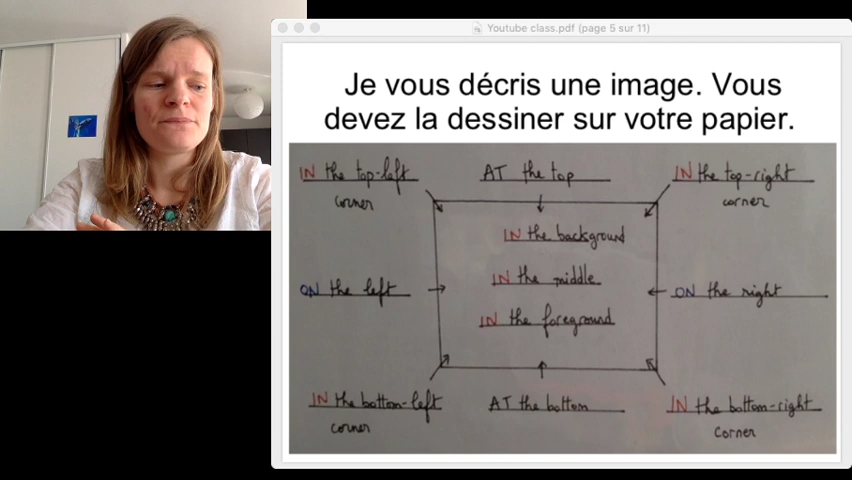 Youtube class.pdf (page 5 sur 11)
Je vous décris une image. Vous
devez la dessiner sur votre papier.
IN the top-left
corner
AT the top
IN the top-right
corner
IN the background
ON the left
IN the middle
ON the right
IN the foreground
IN the bottom-left
corner
AT the bottom
IN the bottom-right
corner